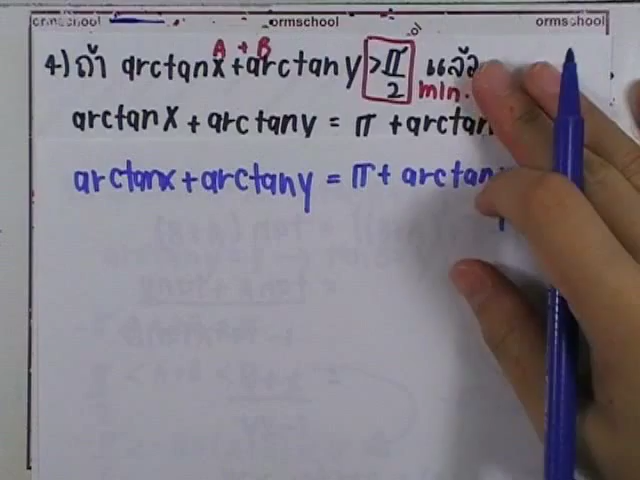 ormschool ormschool ormschool
A + B
4) ถ้า arctanx + arctany > π/2 แล้ว
min.
arctanx + arctany = π + arctan
arctanx + arctany = π + arctan